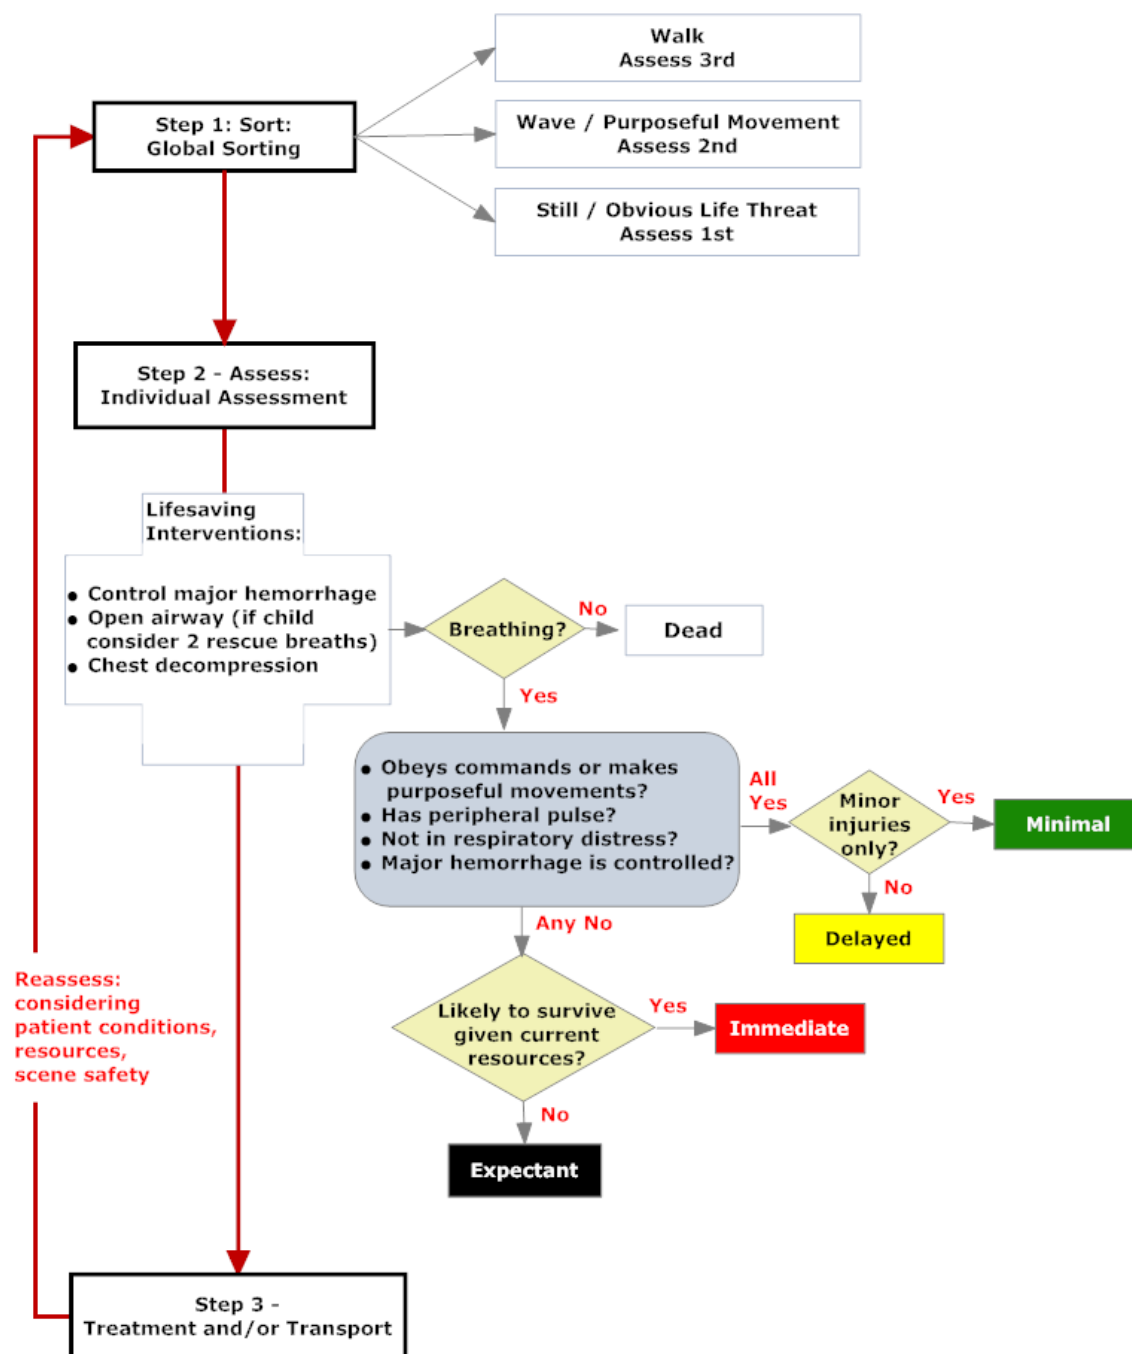 Walk
Assess 3rd
Step 1: Sort:
Global Sorting
Wave / Purposeful Movement
Assess 2nd
Still / Obvious Life Threat
Assess 1st
Step 2 - Assess:
Individual Assessment
Lifesaving
Interventions:
● Control major hemorrhage
● Open airway (if child
consider 2 rescue breaths)
● Chest decompression
Breathing?
No
Dead
Yes
● Obeys commands or makes
purposeful movements?
● Has peripheral pulse?
● Not in respiratory distress?
● Major hemorrhage is controlled?
All
Yes
Minor
injuries
only?
Yes
Minimal
No
Delayed
Any No
Likely to survive
given current
resources?
Yes
Immediate
No
Expectant
Reassess:
considering
patient conditions,
resources,
scene safety
Step 3 -
Treatment and/or Transport